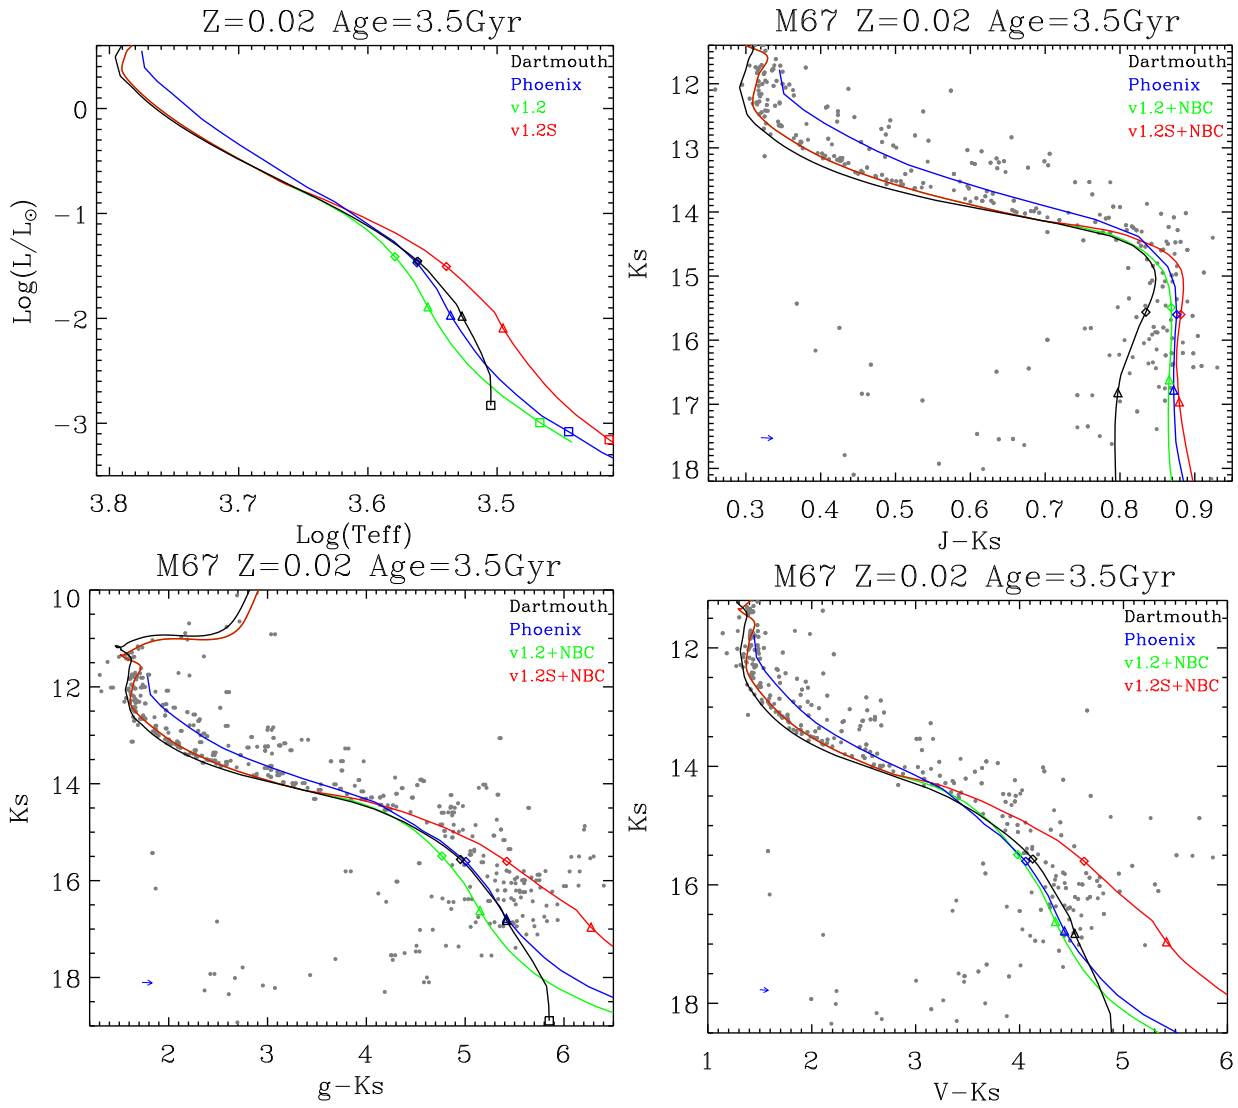 Z=0.02 Age=3.5Gyr
Dartmouth
Phoenix
v1.2
v1.2S
0
−1
−2
−3
Log(L/L⊙)
3.8 3.7 3.6 3.5
Log(Teff)
M67 Z=0.02 Age=3.5Gyr
Dartmouth
Phoenix
v1.2+NBC
v1.2S+NBC
12
13
14
15
16
17
18
Ks
0.3 0.4 0.5 0.6 0.7 0.8 0.9
J−Ks
M67 Z=0.02 Age=3.5Gyr
Dartmouth
Phoenix
v1.2+NBC
v1.2S+NBC
10
12
14
16
18
Ks
2 3 4 5 6
g−Ks
M67 Z=0.02 Age=3.5Gyr
Dartmouth
Phoenix
v1.2+NBC
v1.2S+NBC
12
14
16
18
Ks
1 2 3 4 5 6
V−Ks